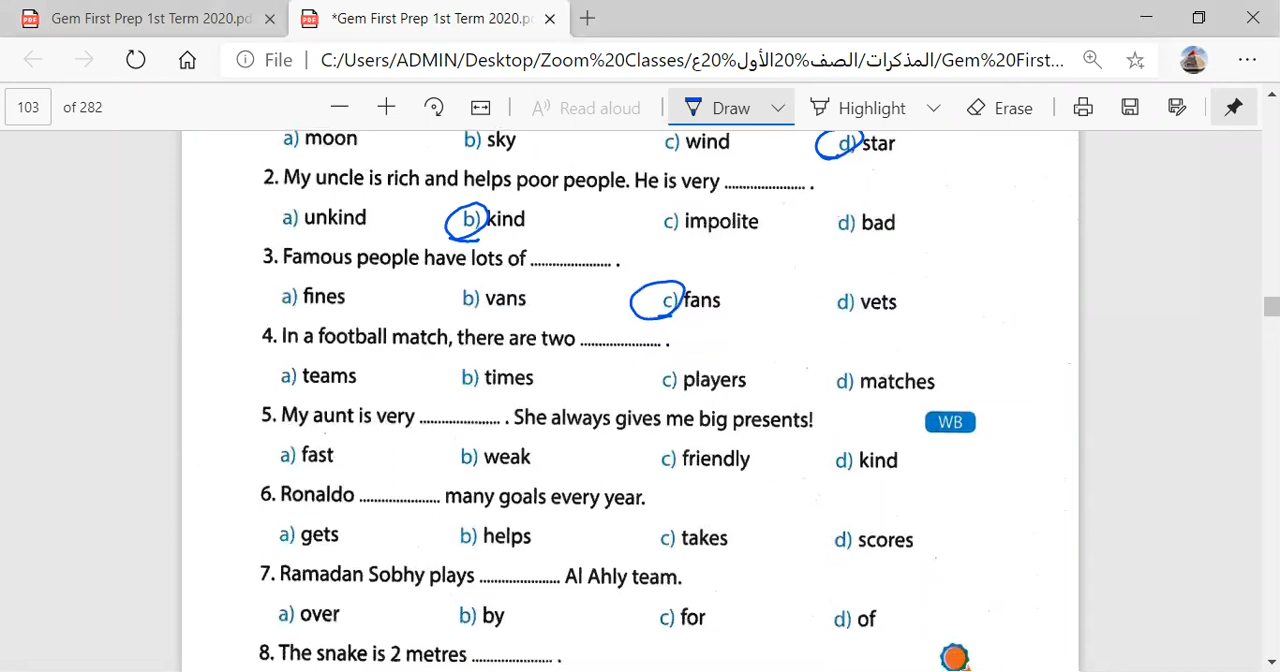 Gem First Prep 1st Term 2020.pd
*Gem First Prep 1st Term 2020.pc
File C:/Users/ADMIN/Desktop/Zoom%20Classes/المذكرات/الصف%20الأول%20ع/Gem%20First...
103 of 282 Read aloud Draw Highlight Erase
a) moon b) sky c) wind d) star
2. My uncle is rich and helps poor people. He is very .................... .
a) unkind b) kind c) impolite d) bad
3. Famous people have lots of .................... .
a) fines b) vans c) fans d) vets
4. In a football match, there are two .................... .
a) teams b) times c) players d) matches
5. My aunt is very .................... . She always gives me big presents! WB
a) fast b) weak c) friendly d) kind
6. Ronaldo .................... many goals every year.
a) gets b) helps c) takes d) scores
7. Ramadan Sobhy plays .................... Al Ahly team.
a) over b) by c) for d) of
8. The snake is 2 metres .................... .